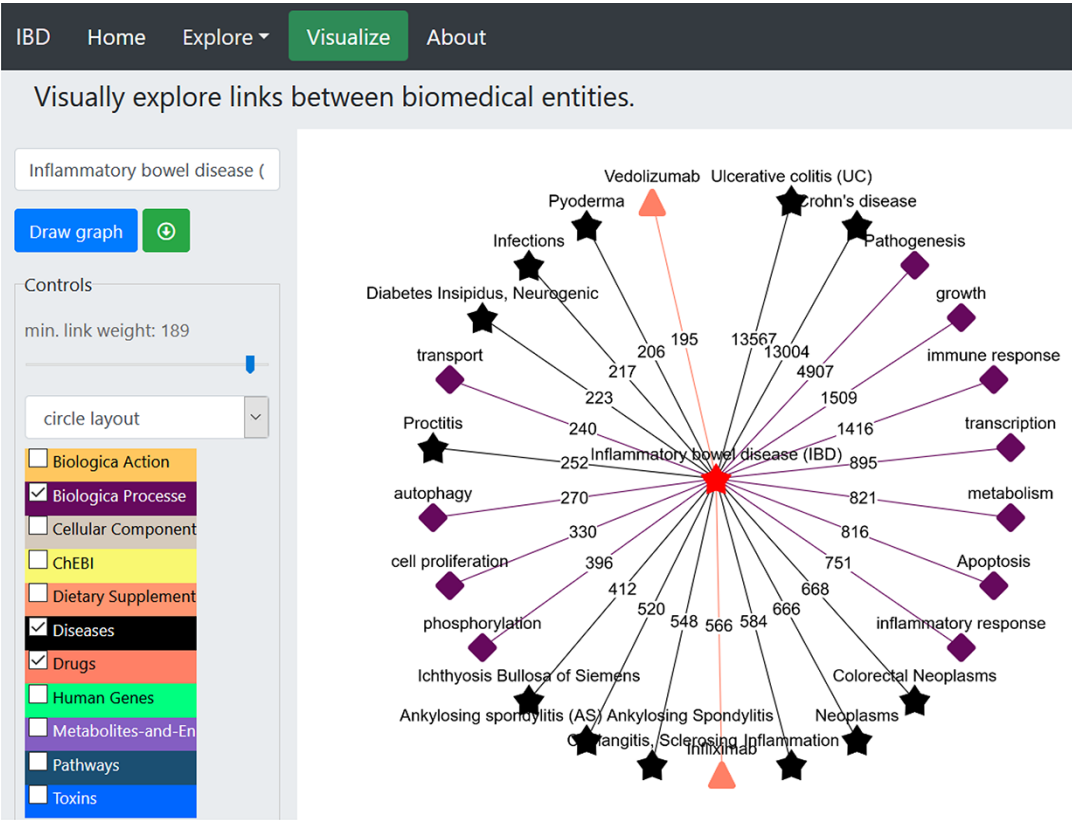 IBD Home Explore Visualize About
Visually explore links between biomedical entities.
Inflammatory bowel disease (
Draw graph
Controls
min. link weight: 189
circle layout
Biologica Action
Biologica Processe
Cellular Component
ChEBI
Dietary Supplement
Diseases
Drugs
Human Genes
Metabolites-and-En
Pathways
Toxins
Vedolizumab Ulcerative colitis (UC)
Pyoderma Crohn's disease
Infections Pathogenesis
Diabetes Insipidus, Neurogenic growth
transport immune response
Proctitis transcription
autophagy metabolism
cell proliferation Apoptosis
phosphorylation inflammatory response
Ichthyosis Bullosa of Siemens Colorectal Neoplasms
Ankylosing spondylitis (AS) Ankylosing Spondylitis Neoplasms
Cholangitis, Sclerosing Inflammation
Infliximab
Inflammatory bowel disease (IBD)
195
13567
13004
206
217
4907
223
1509
240
1416
252
895
270
821
330
816
396
751
412
668
520
666
548
566
584